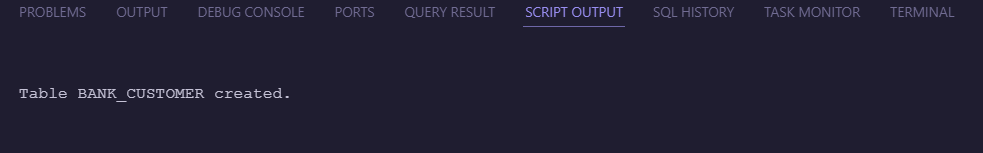 PROBLEMS OUTPUT DEBUG CONSOLE PORTS QUERY RESULT SCRIPT OUTPUT SQL HISTORY TASK MONITOR TERMINAL
Table BANK_CUSTOMER created.